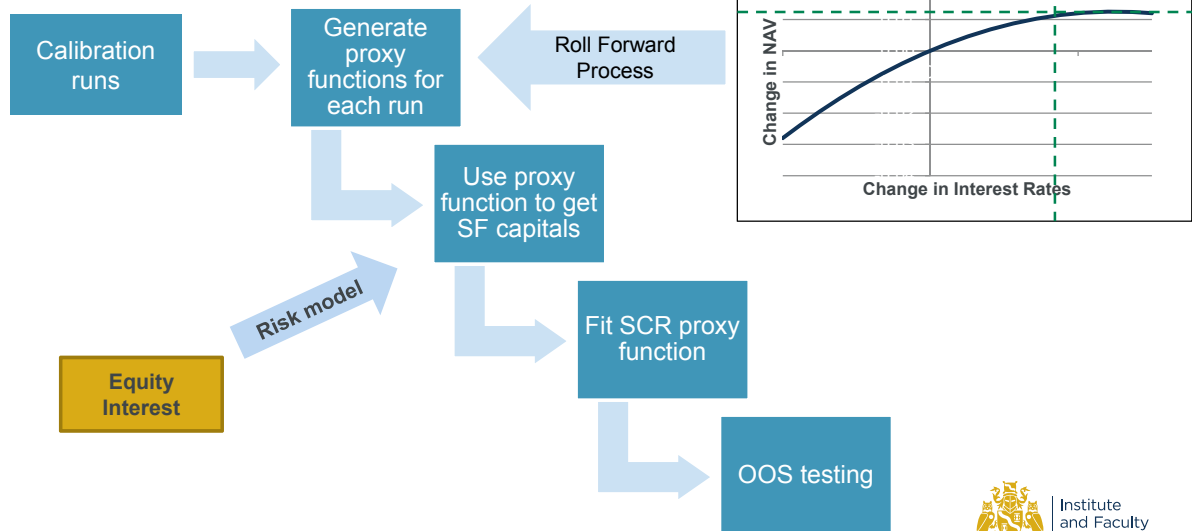 Calibration
runs
Generate
proxy
functions for
each run
Roll Forward
Process
Change in NAV
Change in Interest Rates
Use proxy
function to get
SF capitals
Risk model
Equity
Interest
Fit SCR proxy
function
OOS testing
Institute
and Faculty